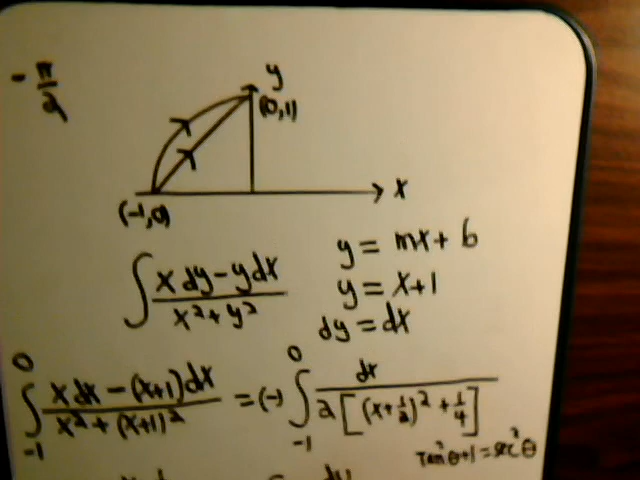 -π/2
y
(0,1)
x
(-1,0)
y = mx + b
∫ (x dy - y dx)/(x² + y²)
y = x+1
dy = dx
∫₋₁⁰ (x dx - (x+1) dx)/(x² + (x+1)²) = (-) ∫₋₁⁰ dx/(2[(x+1/2)² + 1/4])
tan²θ+1 = sec²θ